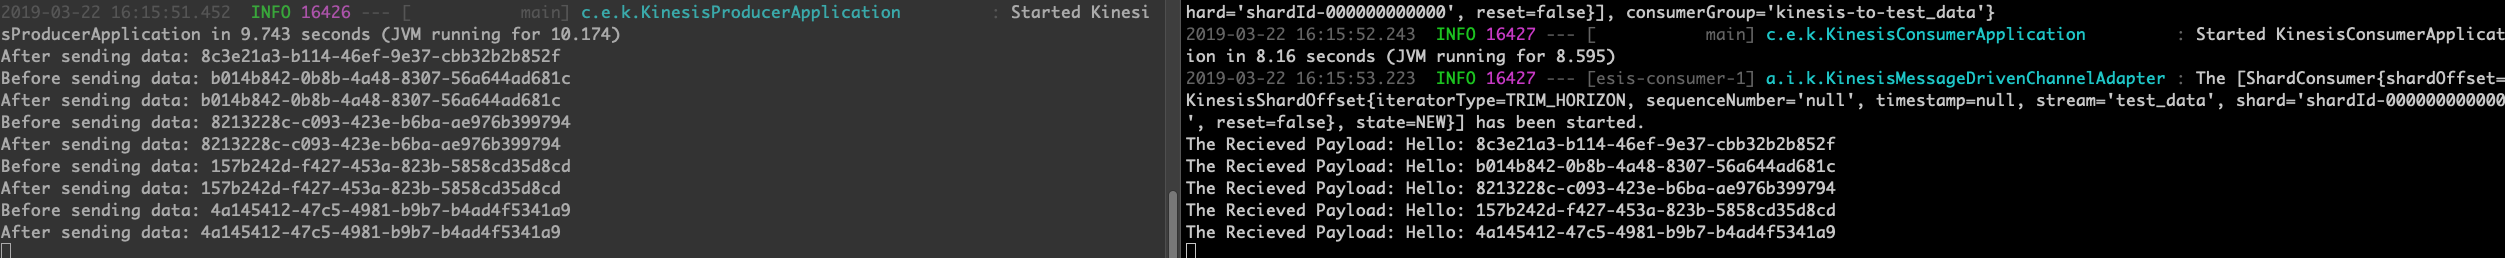 2019-03-22 16:15:51.452  INFO 16426 --- [           main] c.e.k.KinesisProducerApplication         : Started Kinesi
sProducerApplication in 9.743 seconds (JVM running for 10.174)
After sending data: 8c3e21a3-b114-46ef-9e37-cbb32b2b852f
Before sending data: b014b842-0b8b-4a48-8307-56a644ad681c
After sending data: b014b842-0b8b-4a48-8307-56a644ad681c
Before sending data: 8213228c-c093-423e-b6ba-ae976b399794
After sending data: 8213228c-c093-423e-b6ba-ae976b399794
Before sending data: 157b242d-f427-453a-823b-5858cd35d8cd
After sending data: 157b242d-f427-453a-823b-5858cd35d8cd
Before sending data: 4a145412-47c5-4981-b9b7-b4ad4f5341a9
After sending data: 4a145412-47c5-4981-b9b7-b4ad4f5341a9
hard='shardId-000000000000', reset=false}], consumerGroup='kinesis-to-test_data'}
2019-03-22 16:15:52.243  INFO 16427 --- [           main] c.e.k.KinesisConsumerApplication         : Started KinesisConsumerApplicat
ion in 8.16 seconds (JVM running for 8.595)
2019-03-22 16:15:53.223  INFO 16427 --- [esis-consumer-1] a.i.k.KinesisMessageDrivenChannelAdapter : The [ShardConsumer{shardOffset=
KinesisShardOffset{iteratorType=TRIM_HORIZON, sequenceNumber='null', timestamp=null, stream='test_data', shard='shardId-000000000000
', reset=false}, state=NEW}] has been started.
The Recieved Payload: Hello: 8c3e21a3-b114-46ef-9e37-cbb32b2b852f
The Recieved Payload: Hello: b014b842-0b8b-4a48-8307-56a644ad681c
The Recieved Payload: Hello: 8213228c-c093-423e-b6ba-ae976b399794
The Recieved Payload: Hello: 157b242d-f427-453a-823b-5858cd35d8cd
The Recieved Payload: Hello: 4a145412-47c5-4981-b9b7-b4ad4f5341a9